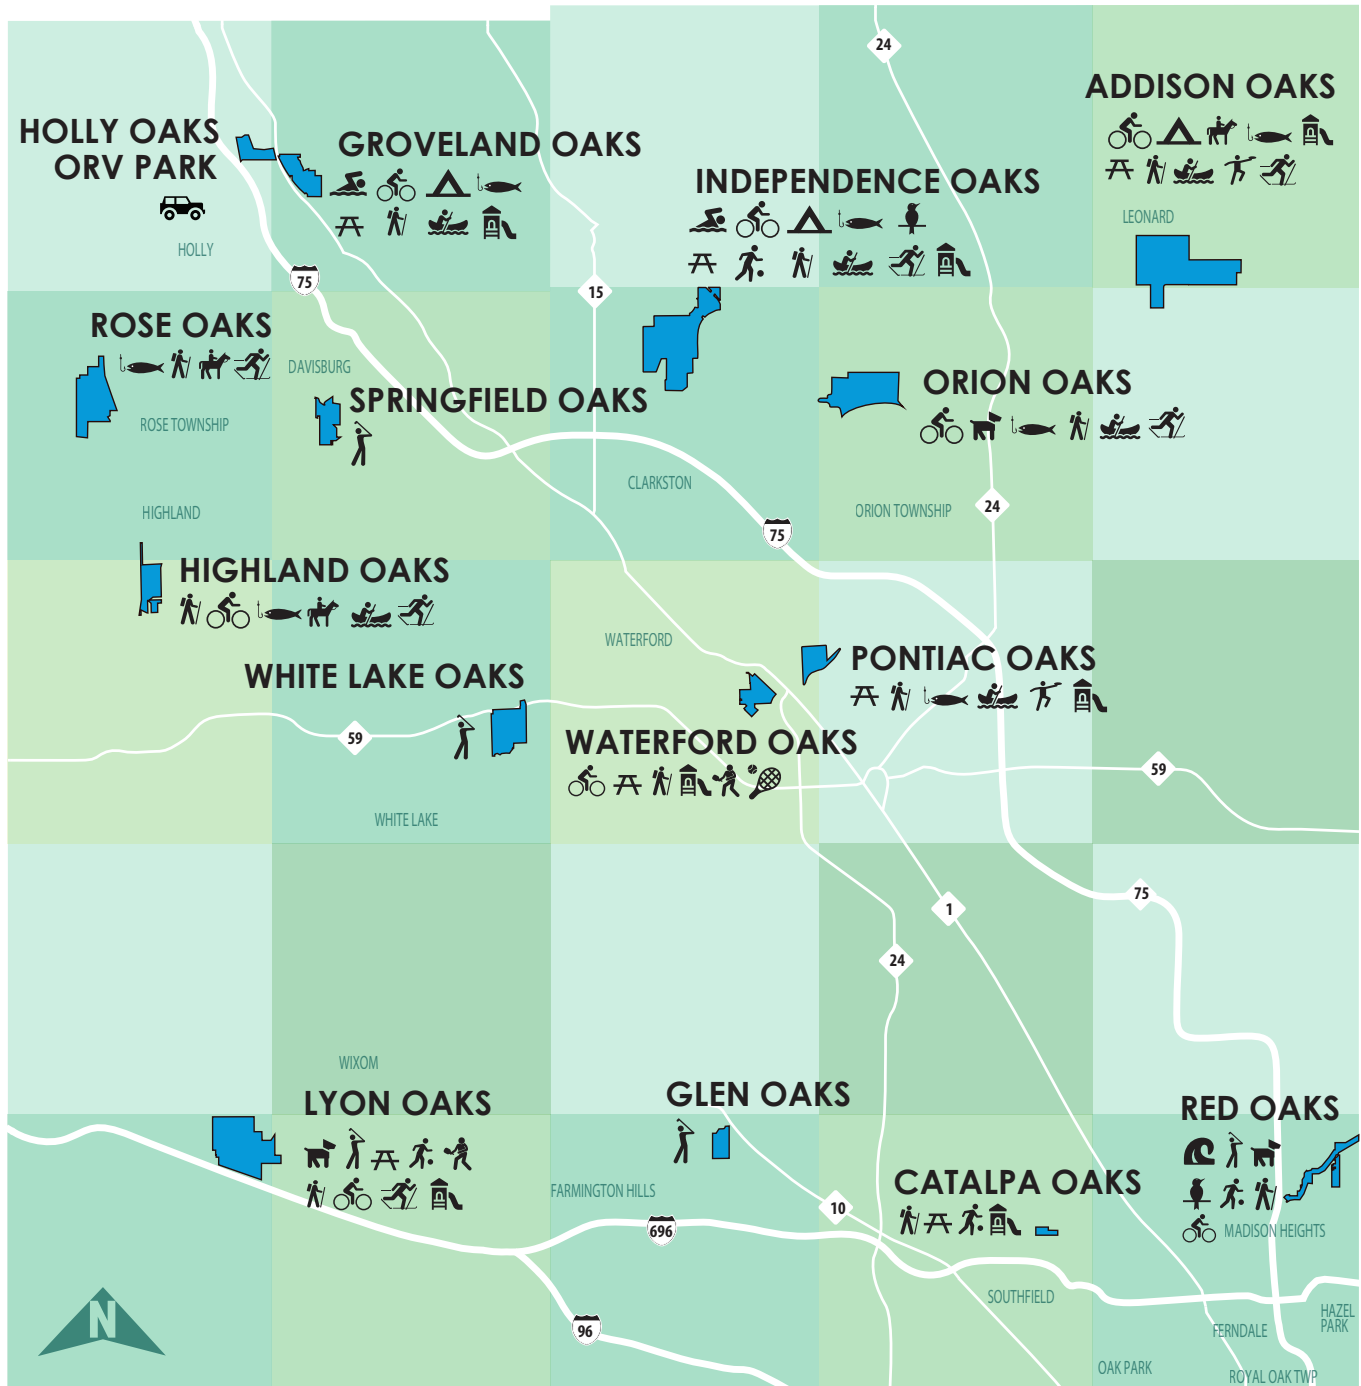 24
ADDISON OAKS
HOLLY OAKS
ORV PARK
GROVELAND OAKS
INDEPENDENCE OAKS
LEONARD
HOLLY
75
15
ROSE OAKS
DAVISBURG
SPRINGFIELD OAKS
ORION OAKS
ROSE TOWNSHIP
CLARKSTON
HIGHLAND
ORION TOWNSHIP
24
75
HIGHLAND OAKS
WATERFORD
WHITE LAKE OAKS
PONTIAC OAKS
59
WATERFORD OAKS
59
WHITE LAKE
75
1
24
WIXOM
LYON OAKS
GLEN OAKS
RED OAKS
CATALPA OAKS
FARMINGTON HILLS
10
696
MADISON HEIGHTS
SOUTHFIELD
N
96
HAZEL
PARK
FERNDALE
OAK PARK
ROYAL OAK TWP